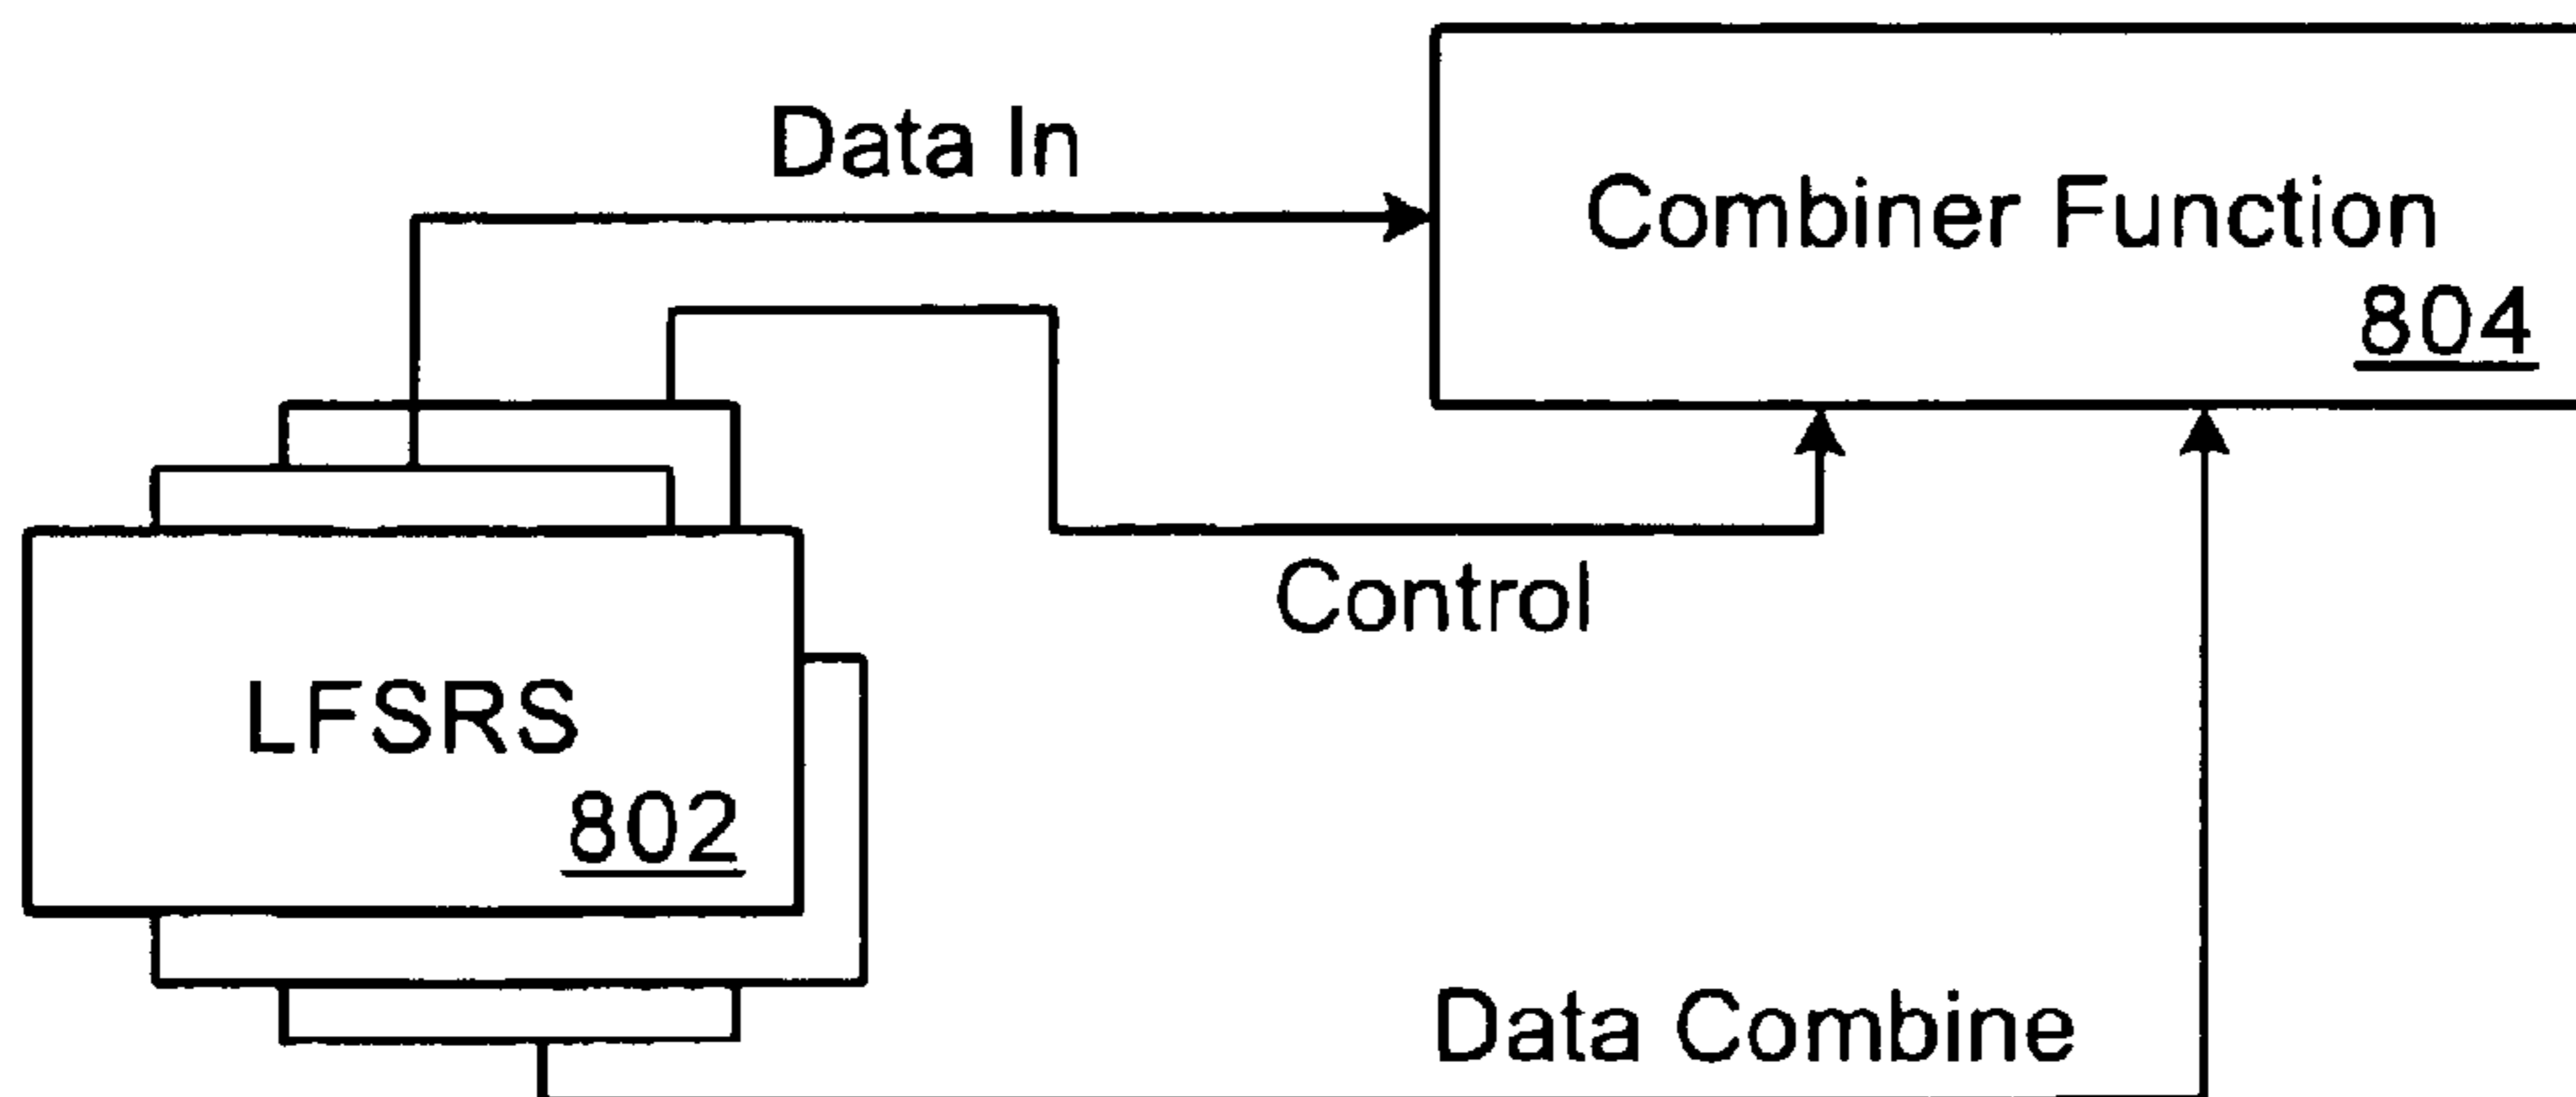 Data In
Combiner Function
804
Control
LFSRS
802
Data Combine